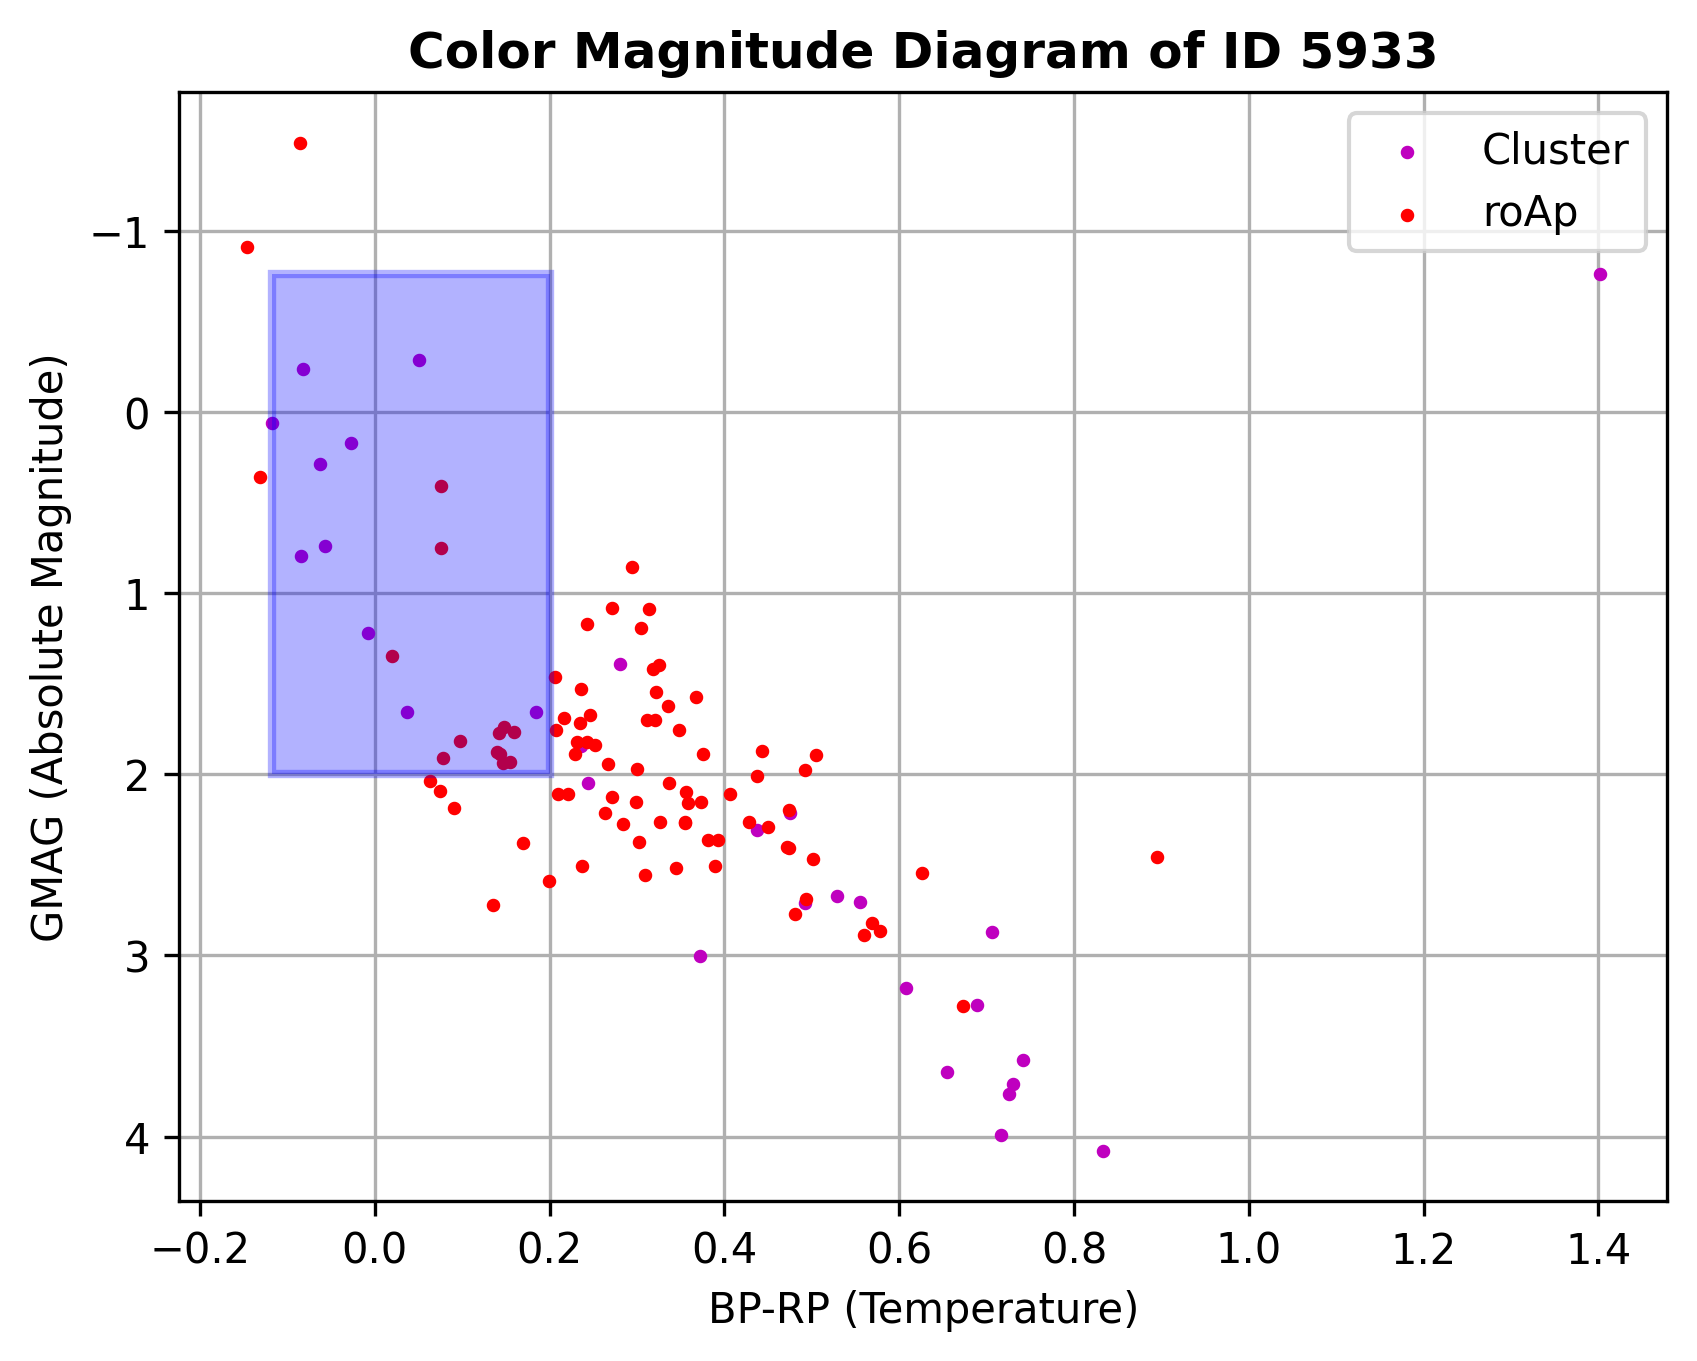 Color Magnitude Diagram of ID 5933
Cluster
roAp
GMAG (Absolute Magnitude)
−1
0
1
2
3
4
−0.2 0.0 0.2 0.4 0.6 0.8 1.0 1.2 1.4
BP-RP (Temperature)